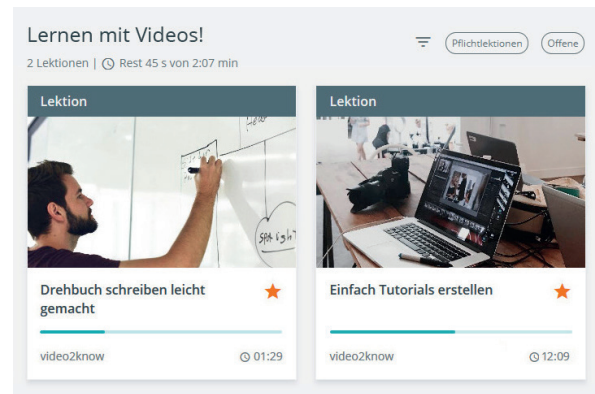 Lernen mit Videos!
Pflichtlektionen
Offene
2 Lektionen | Rest 45 s von 2:07 min
Lektion
Lektion
Drehbuch schreiben leicht
gemacht
Einfach Tutorials erstellen
video2know
01:29
video2know
12:09